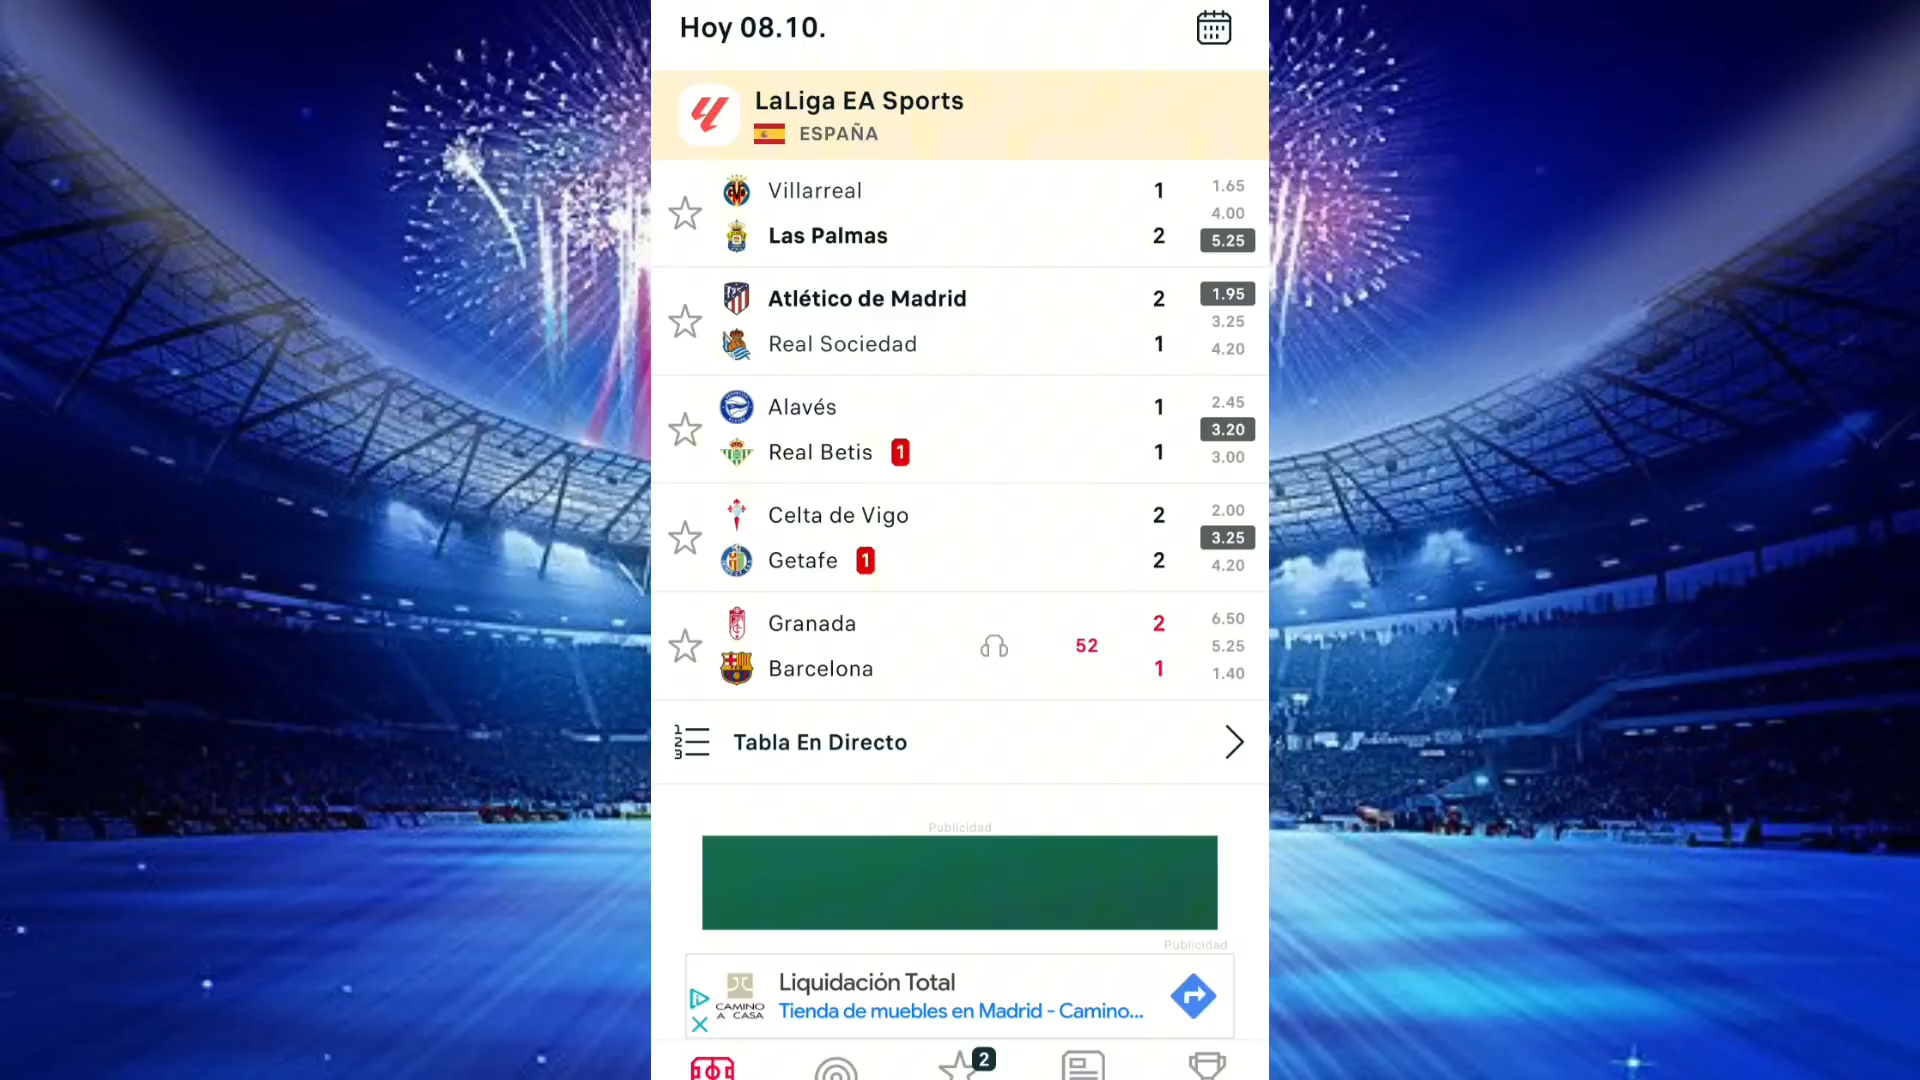 Hoy 08.10.
LaLiga EA Sports
ESPAÑA
Villarreal 1 1.65
4.00
Las Palmas 2 5.25
Atlético de Madrid 2 1.95
3.25
Real Sociedad 1 4.20
Alavés 1 2.45
3.20
Real Betis 1 1 3.00
Celta de Vigo 2 2.00
3.25
Getafe 1 2 4.20
Granada 2 6.50
52 5.25
Barcelona 1 1.40
1
2
3
Tabla En Directo
Publicidad
Publicidad
Liquidación Total
CAMINO
A CASA
Tienda de muebles en Madrid - Camino...
2